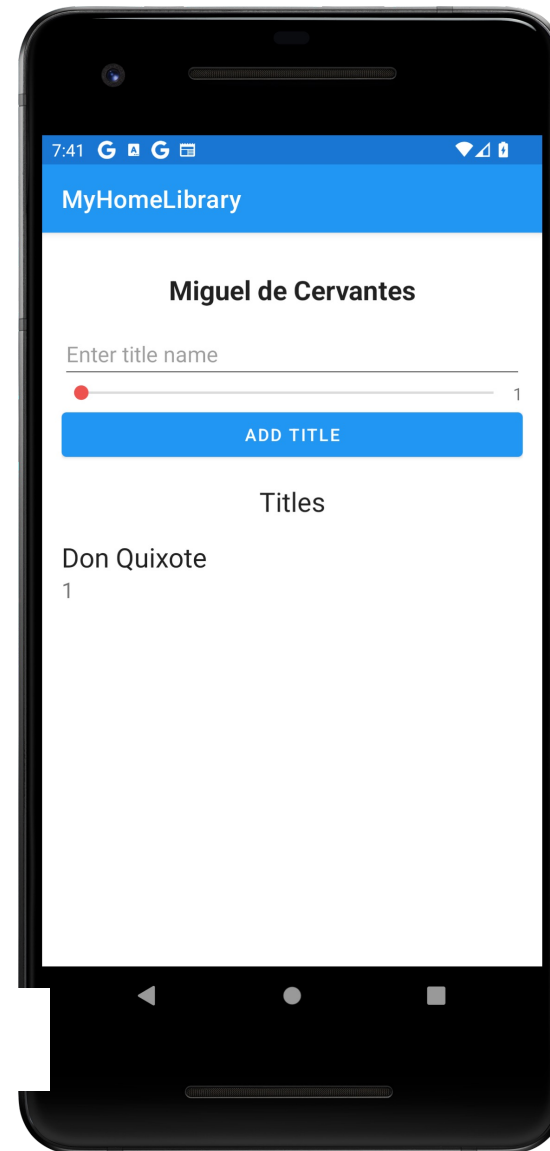 7:41 G A G
MyHomeLibrary
Miguel de Cervantes
Enter title name
1
ADD TITLE
Titles
Don Quixote
1